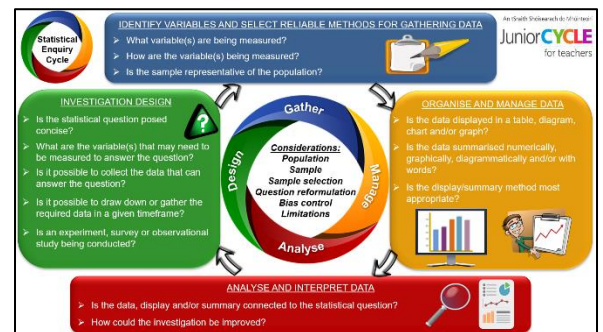 Statistical
Enquiry
Cycle
IDENTIFY VARIABLES AND SELECT RELIABLE METHODS FOR GATHERING DATA
➢ What variable(s) are being measured?
➢ How are the variable(s) being measured?
➢ Is the sample representative of the population?
An tSraith Shóisearach do Mhúinteoirí
JuniorCYCLE
for teachers
INVESTIGATION DESIGN
➢ Is the statistical question posed
concise?
➢ What are the variable(s) that may need to
be measured to answer the question?
➢ Is it possible to collect the data that can
answer the question?
➢ Is it possible to draw down or gather the
required data in a given timeframe?
➢ Is an experiment, survey or observational
study being conducted?
Gather
Design
Manage
Analyse
Considerations:
Population
Sample
Sample selection
Question reformulation
Bias control
Limitations
ORGANISE AND MANAGE DATA
➢ Is the data displayed in a table, diagram,
chart and/or graph?
➢ Is the data summarised numerically,
graphically, diagrammatically and/or with
words?
➢ Is the display/summary method most
appropriate?
ANALYSE AND INTERPRET DATA
➢ Is the data, display and/or summary connected to the statistical question?
➢ How could the investigation be improved?